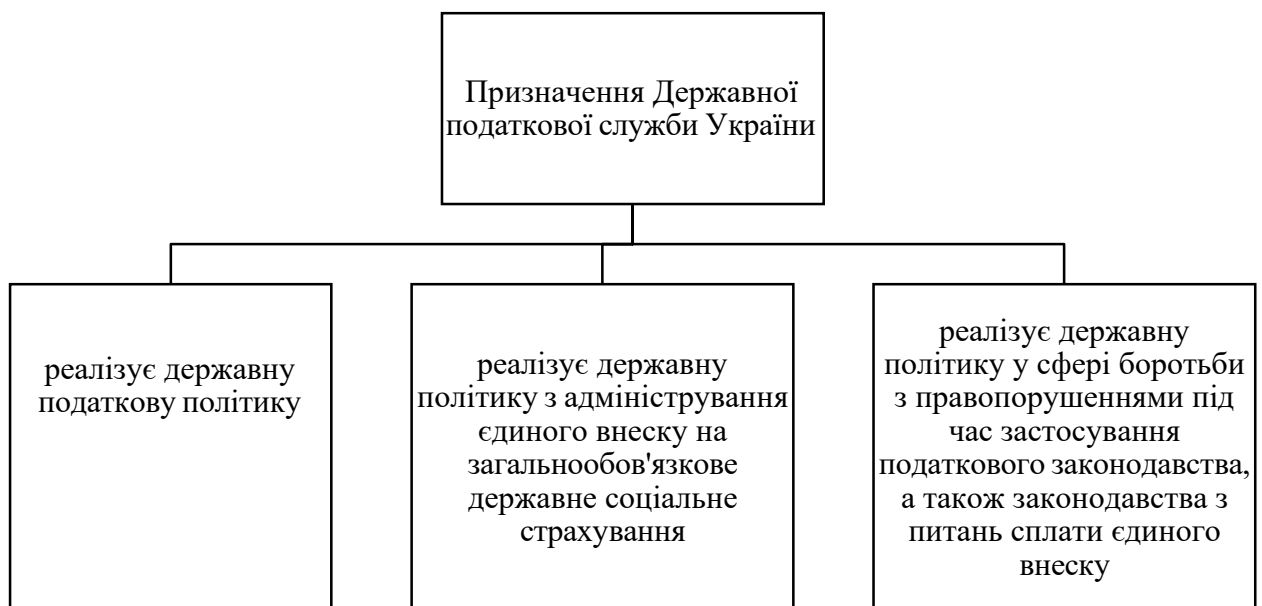 Призначення Державної
податкової служби України
реалізує державну
податкову політику
реалізує державну
політику з адміністрування
єдиного внеску на
загальнообов'язкове
державне соціальне
страхування
реалізує державну
політику у сфері боротьби
з правопорушеннями під
час застосування
податкового законодавства,
а також законодавства з
питань сплати єдиного
внеску